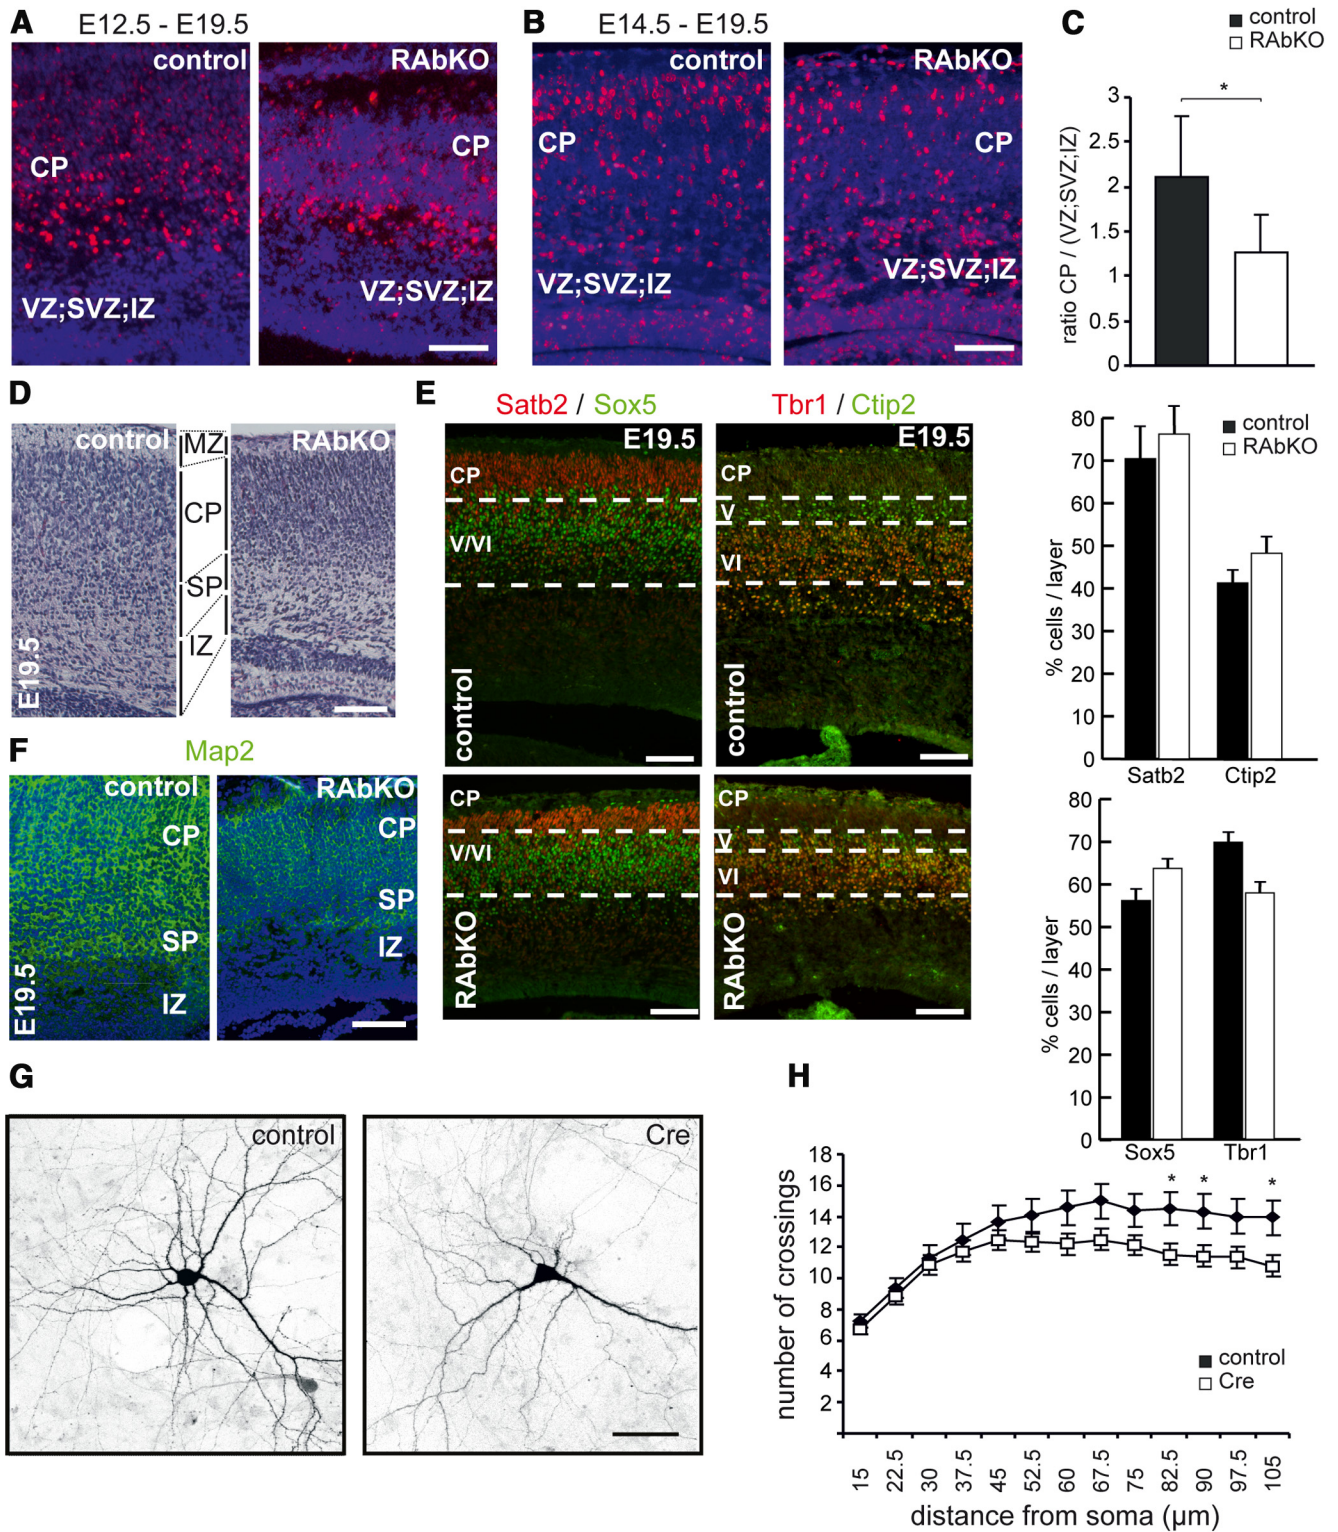 A
E12.5 - E19.5
control
RAbKO
CP
CP
VZ;SVZ;IZ
VZ;SVZ;IZ
B
E14.5 - E19.5
control
RAbKO
CP
CP
VZ;SVZ;IZ
VZ;SVZ;IZ
C
control
RAbKO
*
3
2.5
2
1.5
1
0.5
0
ratio CP / (VZ;SVZ;IZ)
D
control
RAbKO
MZ
CP
SP
IZ
E19.5
E
Satb2 / Sox5
Tbr1 / Ctip2
E19.5
E19.5
CP
V/VI
control
CP
V
VI
control
CP
V/VI
RAbKO
CP
V
VI
RAbKO
80
70
60
50
40
30
20
10
0
% cells / layer
control
RAbKO
Satb2
Ctip2
80
70
60
50
40
30
20
10
0
% cells / layer
Sox5
Tbr1
F
Map2
control
RAbKO
CP
CP
SP
SP
IZ
IZ
E19.5
G
control
Cre
H
18
16
14
12
10
8
6
4
2
number of crossings
*
*
*
control
Cre
15
22.5
30
37.5
45
52.5
60
67.5
75
82.5
90
97.5
105
distance from soma (µm)